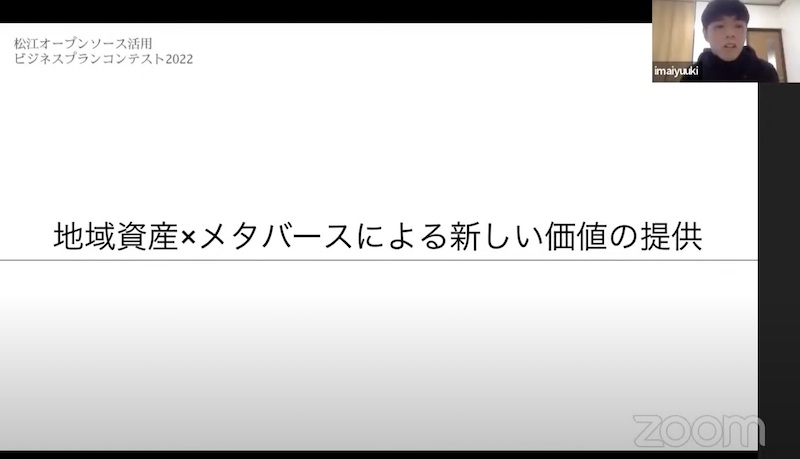 松江オープンソース活用
ビジネスプランコンテスト2022
imaiyuuki
地域資産×メタバースによる新しい価値の提供
zoom